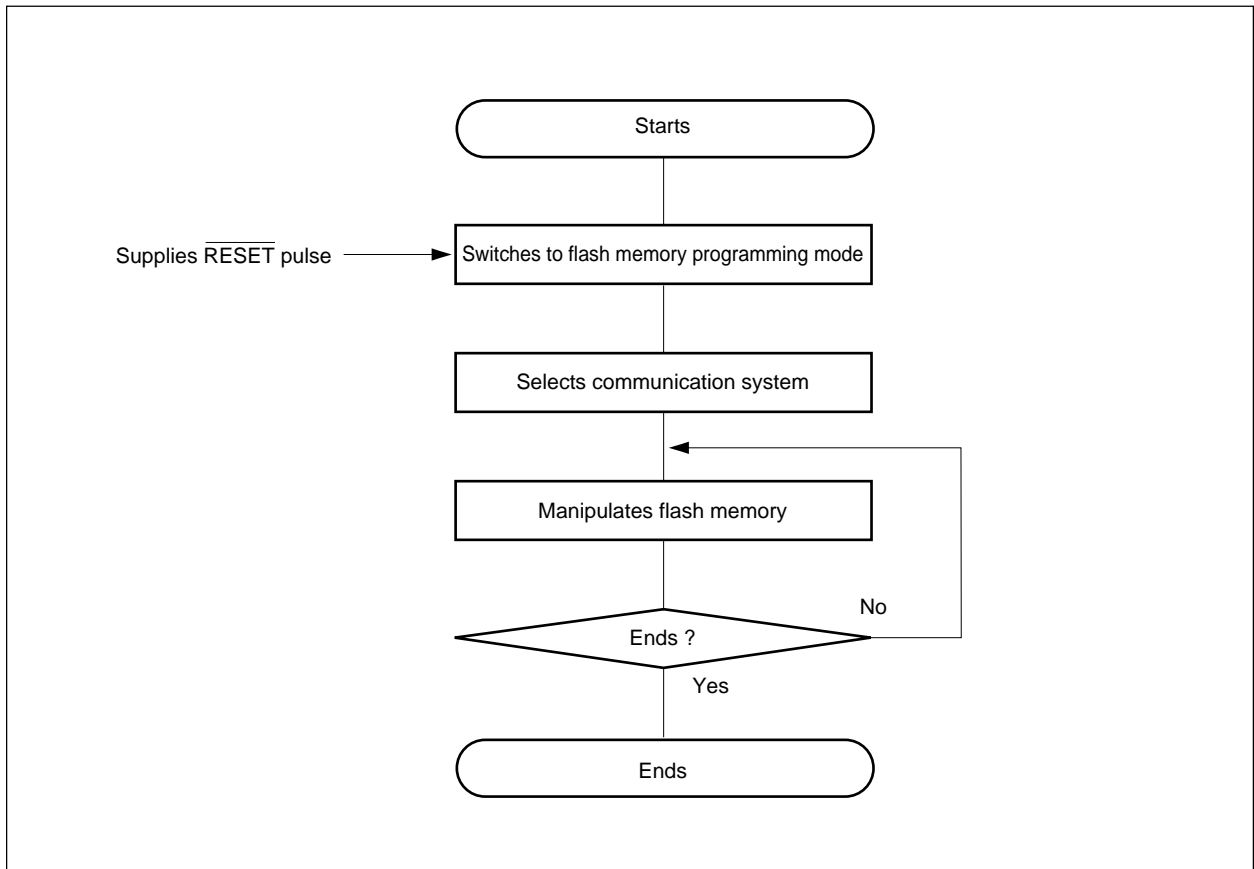 Starts
Supplies RESET pulse
Switches to flash memory programming mode
Selects communication system
Manipulates flash memory
No
Ends ?
Yes
Ends